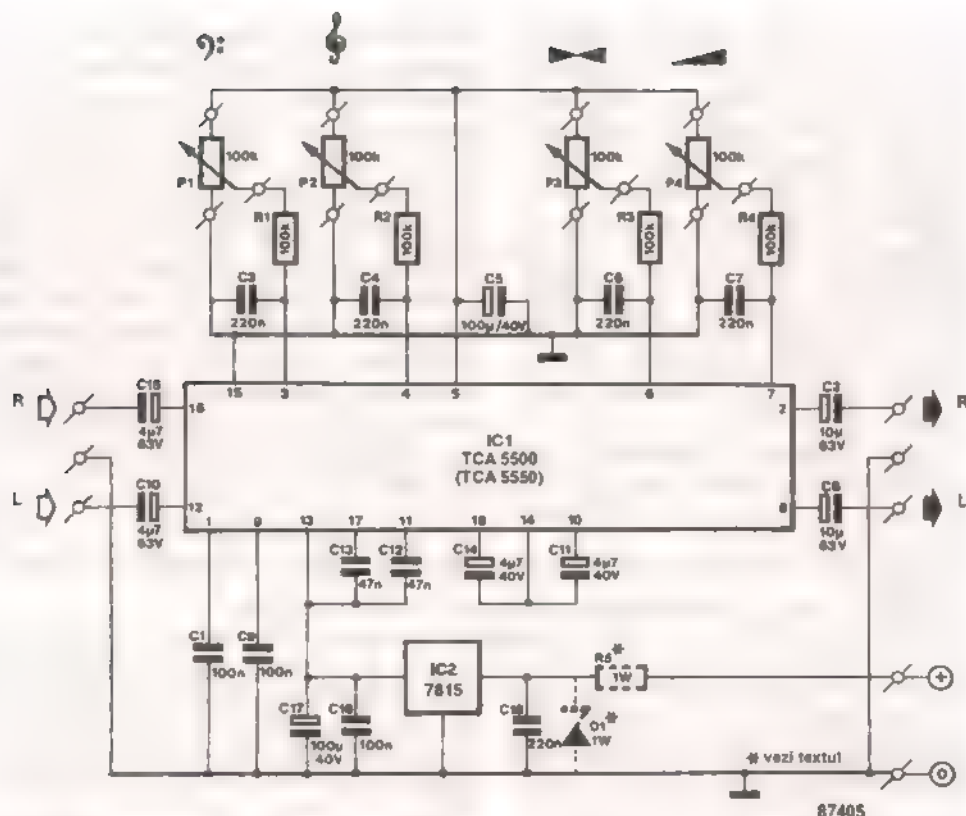 P1
100k
P2
100k
P3
100k
P4
100k
R1
100k
R2
100k
R3
100k
R4
100k
C3
220n
C4
220n
C5
100µ/40V
C6
220n
C7
220n
15
3
4
5
6
7
R
C15
4µ7
63V
16
2
C2
10µ
63V
R
IC1
TCA 5500
(TCA 5550)
L
C10
4µ7
63V
12
8
10µ
63V
L
1
9
13
17
11
18
14
10
C13
47n
C12
47n
C14
4µ7
40V
C11
4µ7
40V
C1
100n
100n
C17
100µ
40V
C16
100n
IC2
7815
220n
R5*
1W
D1*
1W
+
0
* vezi textul
87405